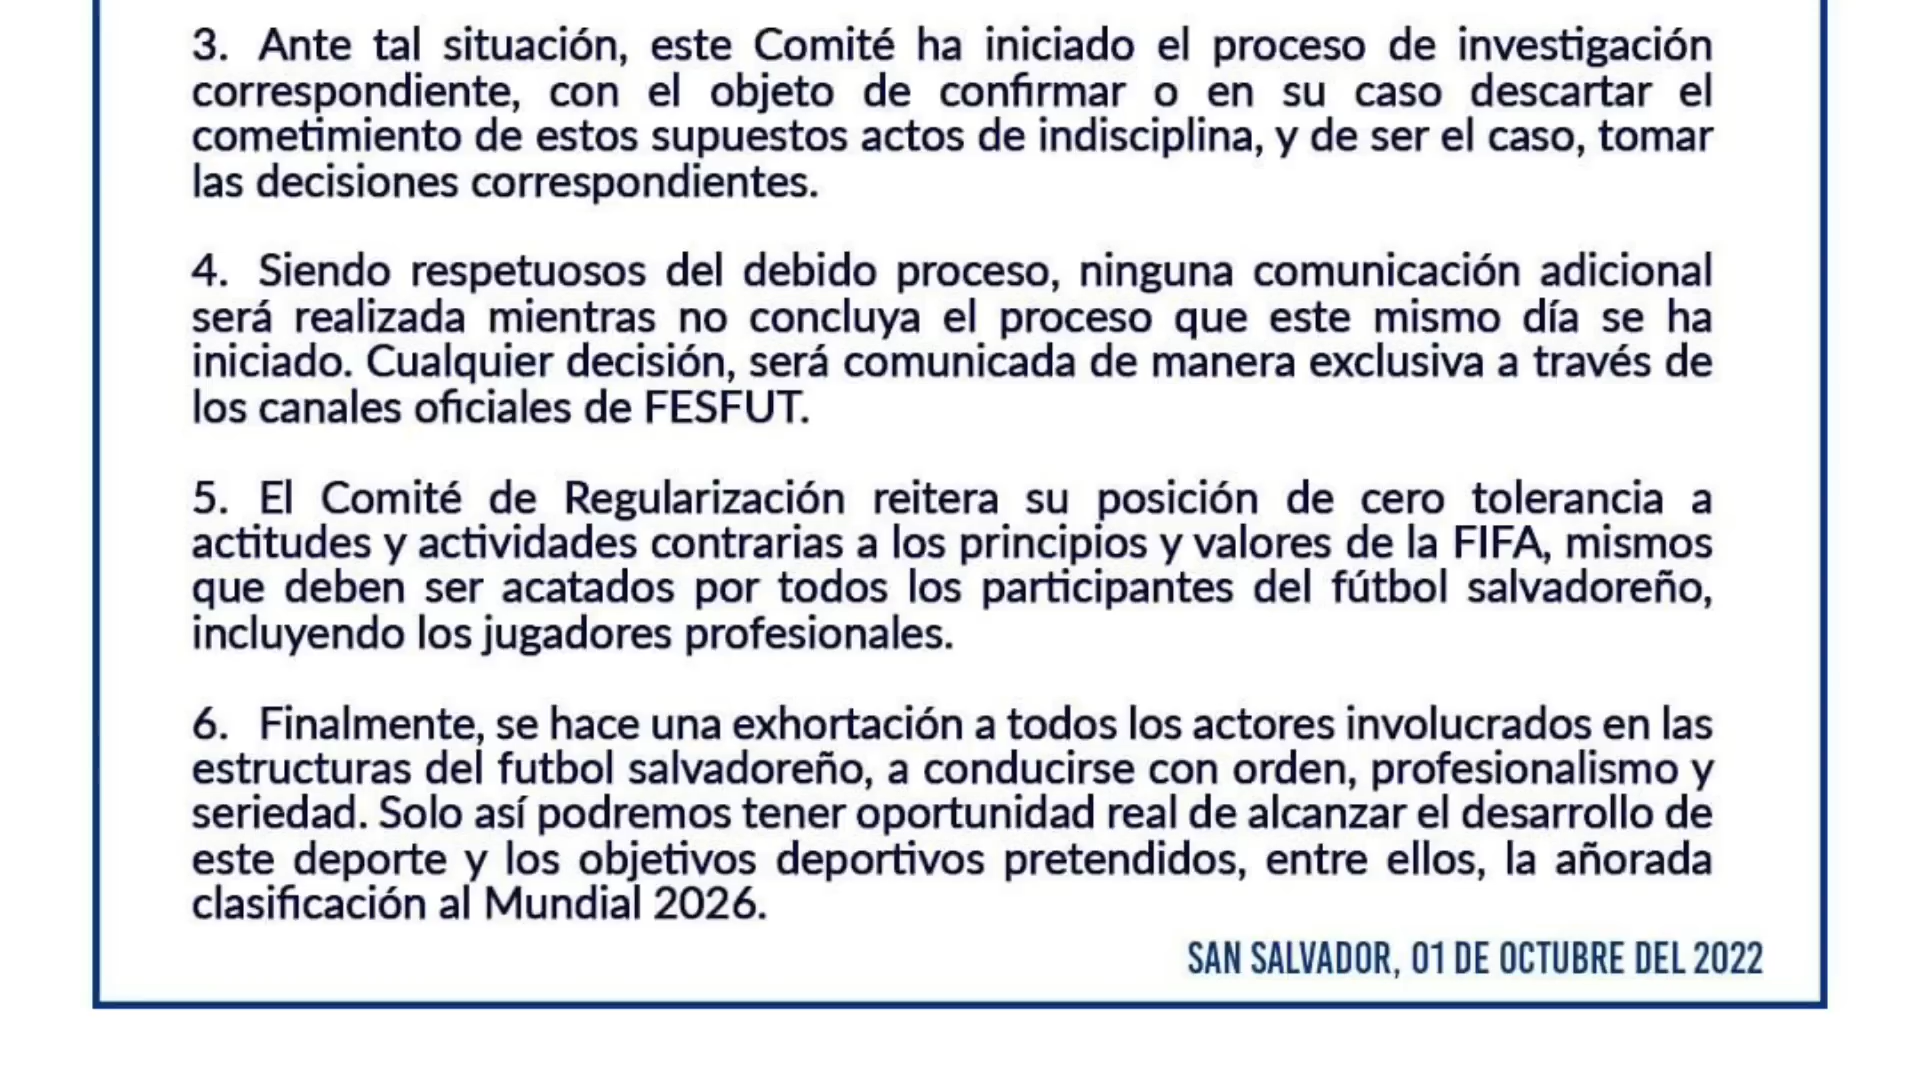 3. Ante tal situación, este Comité ha iniciado el proceso de investigación
correspondiente, con el objeto de confirmar o en su caso descartar el
cometimiento de estos supuestos actos de indisciplina, y de ser el caso, tomar
las decisiones correspondientes.
4. Siendo respetuosos del debido proceso, ninguna comunicación adicional
será realizada mientras no concluya el proceso que este mismo día se ha
iniciado. Cualquier decisión, será comunicada de manera exclusiva a través de
los canales oficiales de FESFUT.
5. El Comité de Regularización reitera su posición de cero tolerancia a
actitudes y actividades contrarias a los principios y valores de la FIFA, mismos
que deben ser acatados por todos los participantes del fútbol salvadoreño,
incluyendo los jugadores profesionales.
6. Finalmente, se hace una exhortación a todos los actores involucrados en las
estructuras del futbol salvadoreño, a conducirse con orden, profesionalismo y
seriedad. Solo así podremos tener oportunidad real de alcanzar el desarrollo de
este deporte y los objetivos deportivos pretendidos, entre ellos, la añorada
clasificación al Mundial 2026.
SAN SALVADOR, 01 DE OCTUBRE DEL 2022